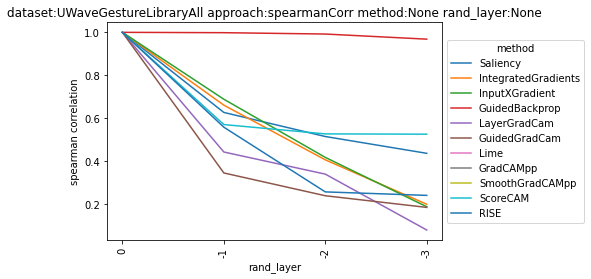 dataset:UWaveGestureLibraryAll approach:spearmanCorr method:None rand_layer:None
1.0
0.8
0.6
0.4
0.2
spearman correlation
0
-1
-2
-3
rand_layer
method
Saliency
IntegratedGradients
InputXGradient
GuidedBackprop
LayerGradCam
GuidedGradCam
Lime
GradCAMpp
SmoothGradCAMpp
ScoreCAM
RISE